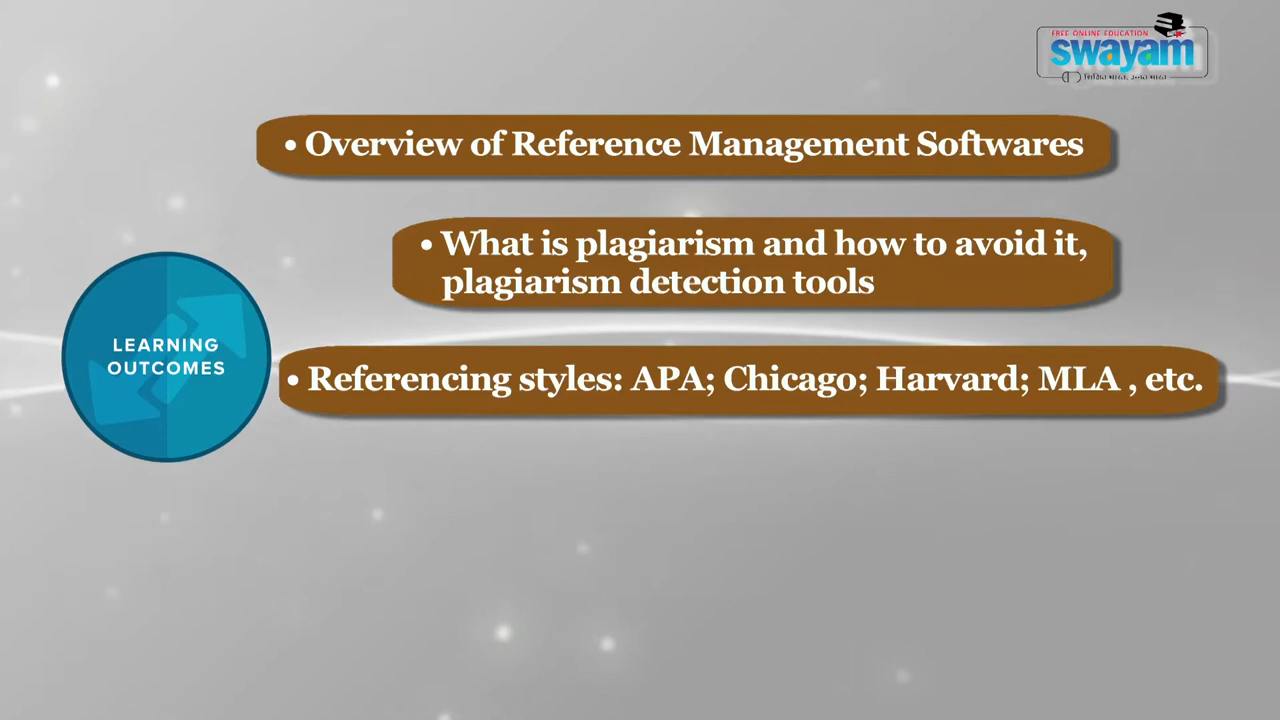 FREE ONLINE EDUCATION
swayam
• Overview of Reference Management Softwares
• What is plagiarism and how to avoid it,
plagiarism detection tools
LEARNING
OUTCOMES
• Referencing styles: APA; Chicago; Harvard; MLA , etc.